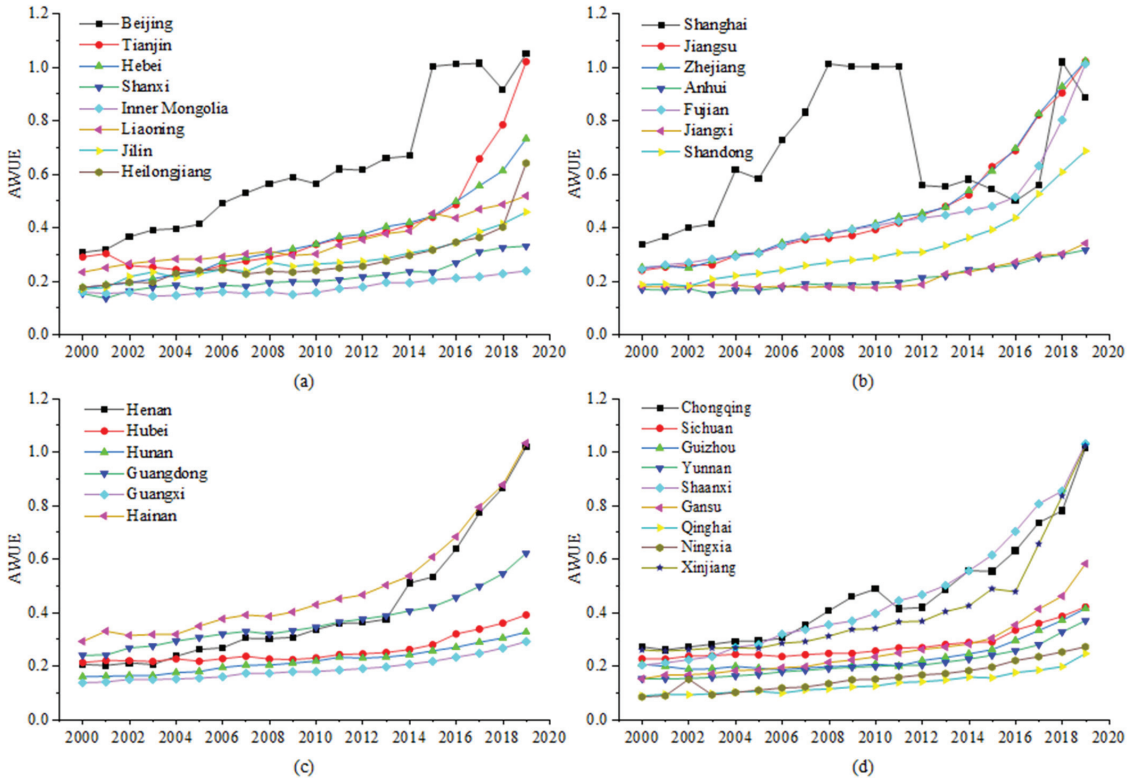 1.2
1.0
0.8
0.6
0.4
0.2
0.0
AWUE
Beijing
Tianjin
Hebei
Shanxi
Inner Mongolia
Liaoning
Jilin
Heilongjiang
2000 2002 2004 2006 2008 2010 2012 2014 2016 2018 2020
(a)
1.2
1.0
0.8
0.6
0.4
0.2
0.0
AWUE
Shanghai
Jiangsu
Zhejiang
Anhui
Fujian
Jiangxi
Shandong
2000 2002 2004 2006 2008 2010 2012 2014 2016 2018 2020
(b)
1.2
1.0
0.8
0.6
0.4
0.2
0.0
AWUE
Henan
Hubei
Hunan
Guangdong
Guangxi
Hainan
2000 2002 2004 2006 2008 2010 2012 2014 2016 2018 2020
(c)
1.2
1.0
0.8
0.6
0.4
0.2
0.0
AWUE
Chongqing
Sichuan
Guizhou
Yunnan
Shaanxi
Gansu
Qinghai
Ningxia
Xinjiang
2000 2002 2004 2006 2008 2010 2012 2014 2016 2018 2020
(d)